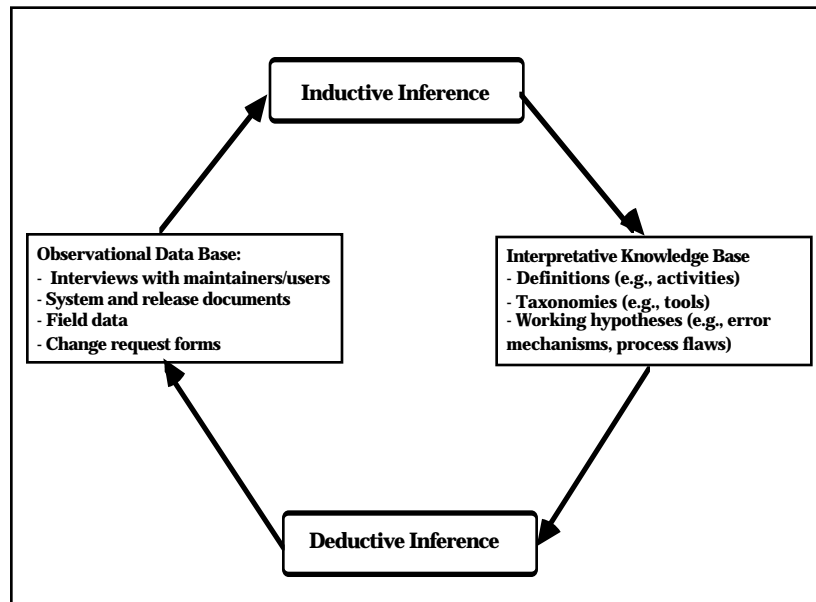 Inductive Inference
Observational Data Base:
- Interviews with maintainers/users
- System and release documents
- Field data
- Change request forms
Interpretative Knowledge Base
- Definitions (e.g., activities)
- Taxonomies (e.g., tools)
- Working hypotheses (e.g., error
mechanisms, process flaws)
Deductive Inference